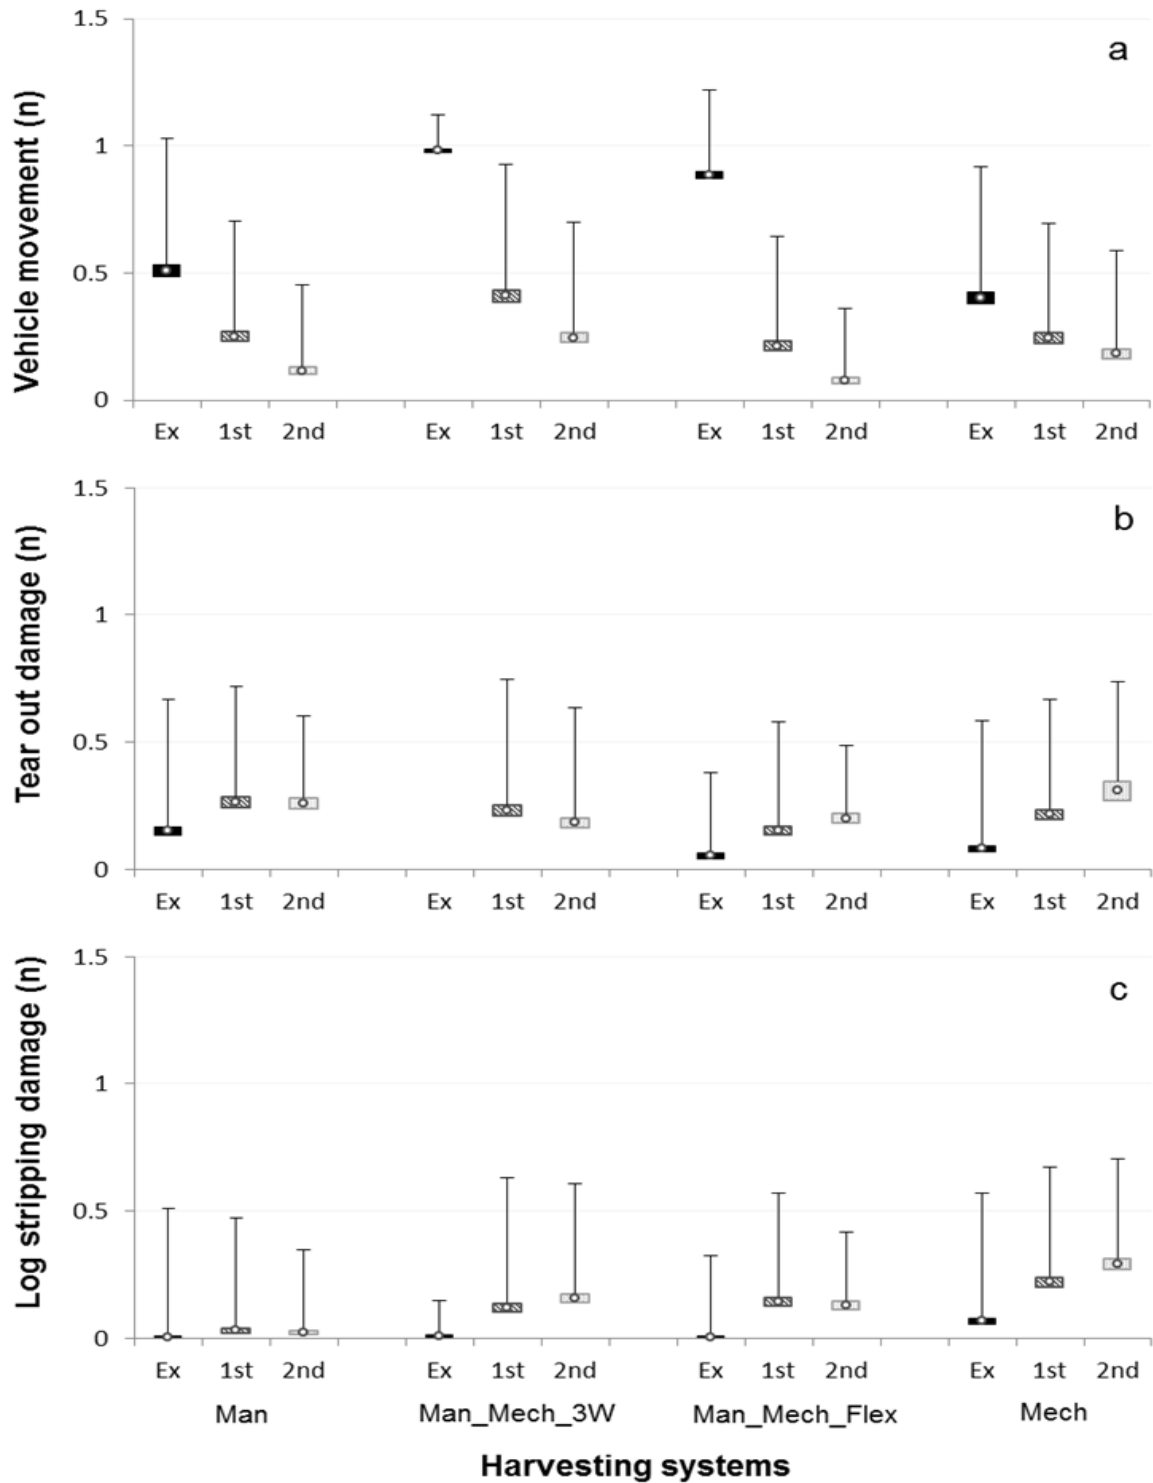 1.5
a
1
0.5
0
Vehicle movement (n)
Ex 1st 2nd Ex 1st 2nd Ex 1st 2nd Ex 1st 2nd
1.5
b
1
0.5
0
Tear out damage (n)
Ex 1st 2nd Ex 1st 2nd Ex 1st 2nd Ex 1st 2nd
1.5
c
1
0.5
0
Log stripping damage (n)
Ex 1st 2nd Ex 1st 2nd Ex 1st 2nd Ex 1st 2nd
Man Man_Mech_3W Man_Mech_Flex Mech
Harvesting systems